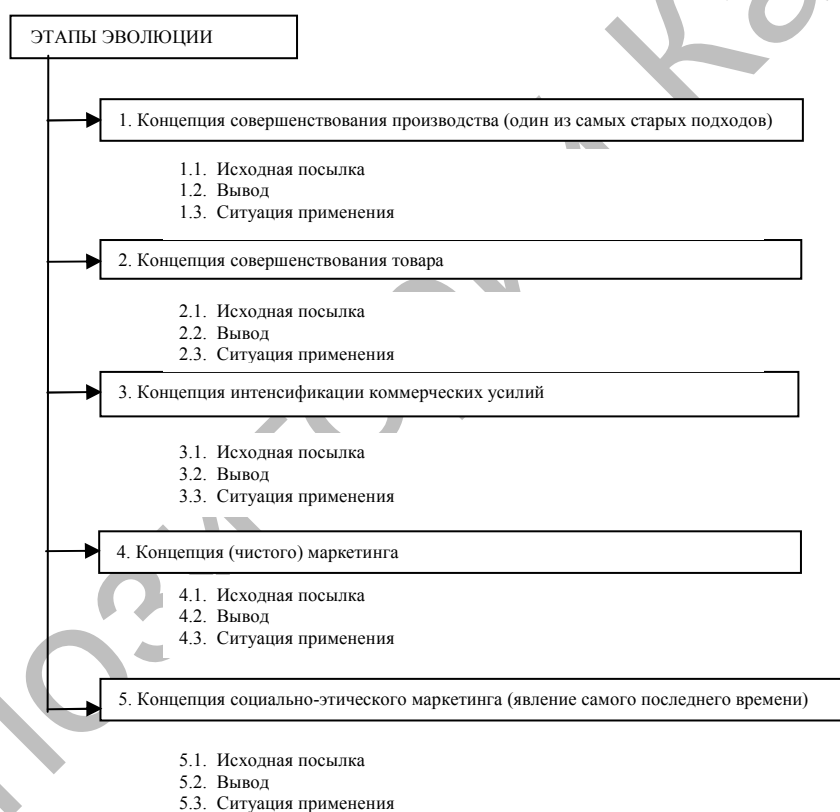 ЭТАПЫ ЭВОЛЮЦИИ
1. Концепция совершенствования производства (один из самых старых подходов)
1.1. Исходная посылка
1.2. Вывод
1.3. Ситуация применения
2. Концепция совершенствования товара
2.1. Исходная посылка
2.2. Вывод
2.3. Ситуация применения
3. Концепция интенсификации коммерческих усилий
3.1. Исходная посылка
3.2. Вывод
3.3. Ситуация применения
4. Концепция (чистого) маркетинга
4.1. Исходная посылка
4.2. Вывод
4.3. Ситуация применения
5. Концепция социально-этического маркетинга (явление самого последнего времени)
5.1. Исходная посылка
5.2. Вывод
5.3. Ситуация применения